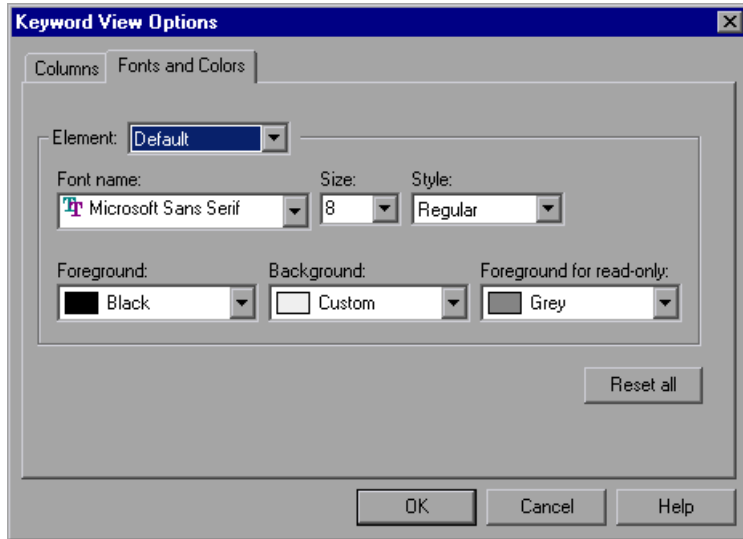 Keyword View Options
Columns Fonts and Colors
Element: Default
Font name: Size: Style:
Microsoft Sans Serif 8 Regular
Foreground: Background: Foreground for read-only:
Black Custom Grey
Reset all
OK Cancel Help